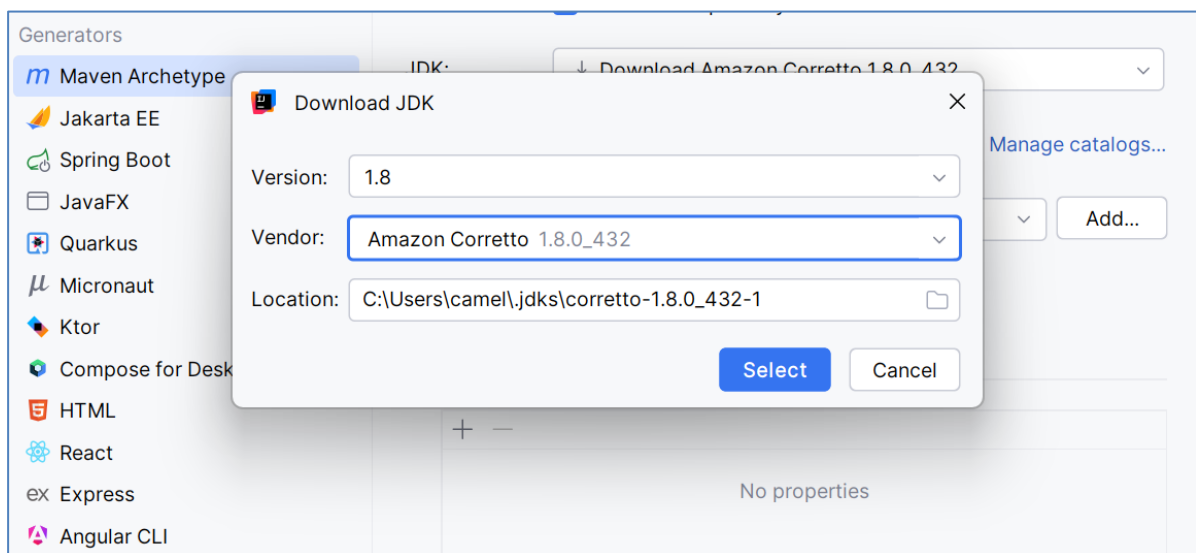 Generators
Maven Archetype
Jakarta EE
Spring Boot
JavaFX
Quarkus
Micronaut
Ktor
Compose for Desk
HTML
React
ex Express
Angular CLI
JDK:
Download Amazon Corretto 1.8.0_432
Manage catalogs...
Add...
Download JDK
Version: 1.8
Vendor: Amazon Corretto 1.8.0_432
Location: C:\Users\camel\.jdks\corretto-1.8.0_432-1
Select Cancel
No properties